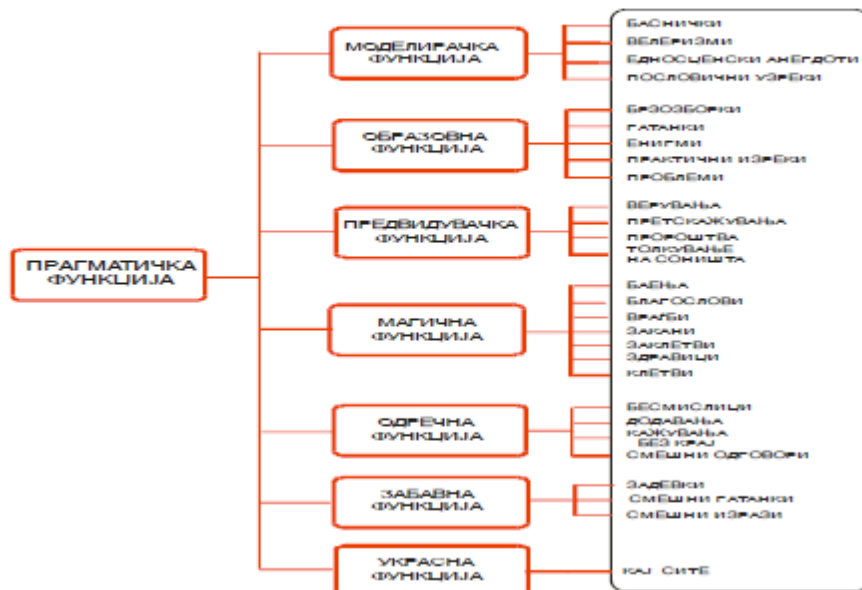 ПРАГМАТИЧКА
ФУНКЦИЈА
МОДЕЛИРАЧКА
ФУНКЦИЈА
БАСНИЧКИ
ВЕЛЕРИЗМИ
ЕДНОСЦЕНСКИ АНЕГДОТИ
ПОСЛОВИЧНИ УЗРЕКИ
ОБРАЗОВНА
ФУНКЦИЈА
БРЗОЗБОРКИ
ГАТАНКИ
ЕНИГМИ
ПРАКТИЧНИ ИЗРЕКИ
ПРОБЛЕМИ
ПРЕДВИДУВАЧКА
ФУНКЦИЈА
ВЕРУВАЊА
ПРЕТСКАЖУВАЊА
ПРОРОШТВА
ТОЛКУВАЊЕ
НА СОНИШТА
МАГИЧНА
ФУНКЦИЈА
БАЕЊА
БЛАГОСЛОВИ
ВРАЃБИ
ЗАКАНИ
ЗАКЛЕТВИ
ЗДРАВИЦИ
КЛЕТВИ
ОДРЕЧНА
ФУНКЦИЈА
БЕСМИСЛИЦИ
ДОДАВАЊА
КАЖУВАЊА
БЕЗ КРАЈ
СМЕШНИ ОДГОВОРИ
ЗАБАВНА
ФУНКЦИЈА
ЗАДЕВКИ
СМЕШНИ ГАТАНКИ
СМЕШНИ ИЗРАЗИ
УКРАСНА
ФУНКЦИЈА
КАЈ СИТЕ